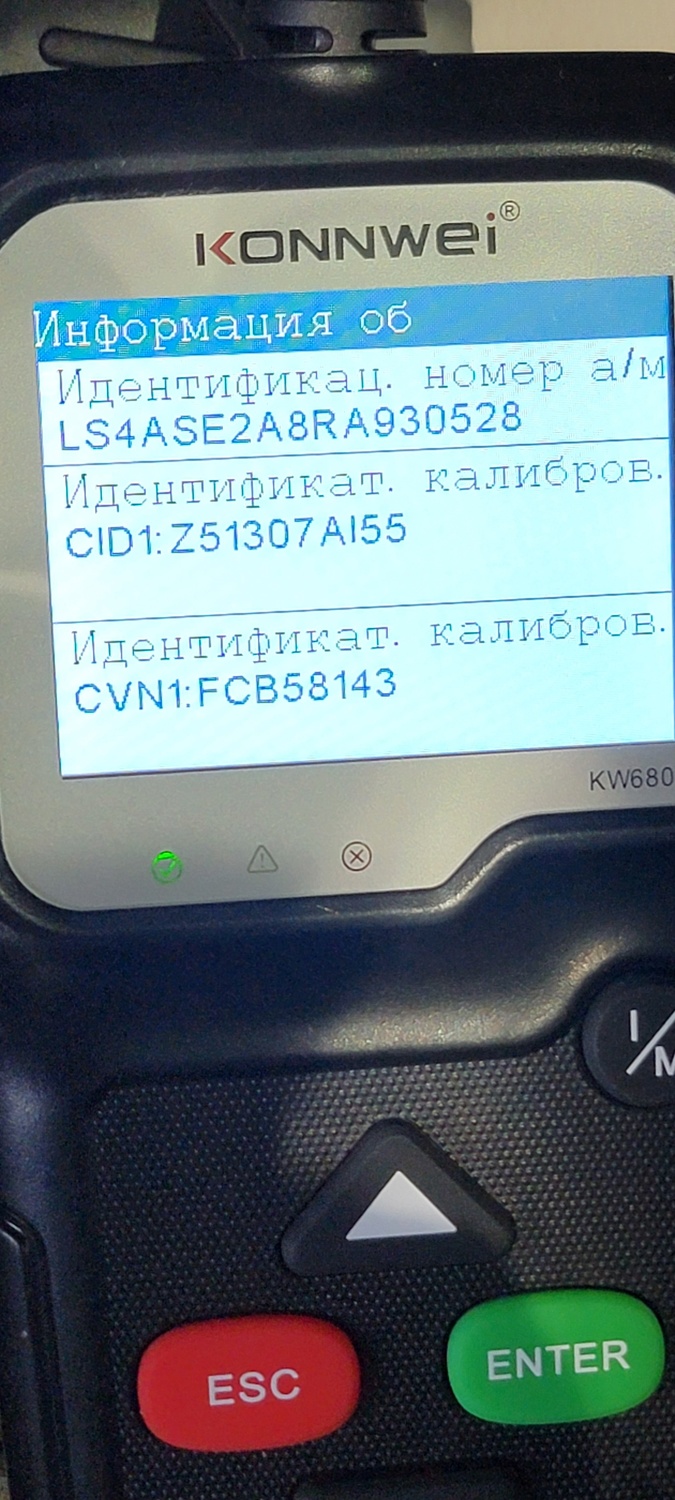 KONNWEI®
Информация об
Идентификац. номер а/м
LS4ASE2A8RA930528
Идентификат. калибров.
CID1:Z51307AI55
Идентификат. калибров.
CVN1:FCB58143
KW680
I/M
ESC
ENTER